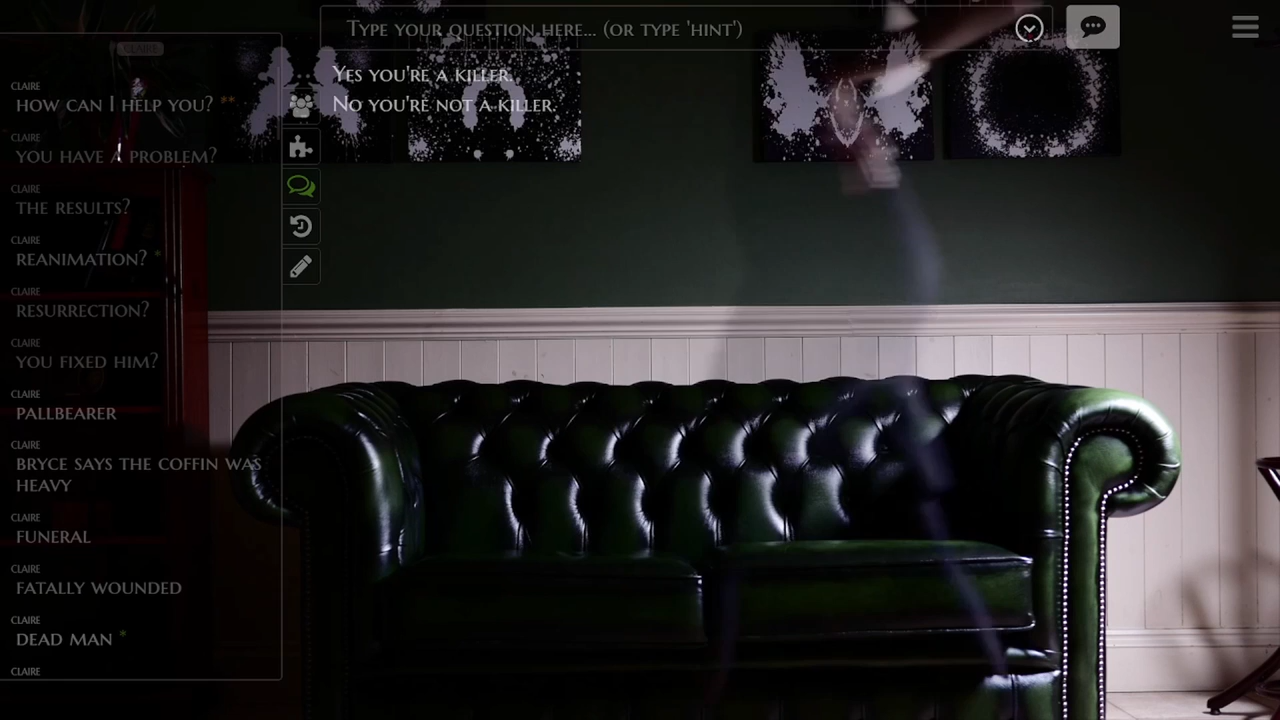 Type your question here... (or type 'hint')
Yes you're a killer.
No you're not a killer.
CLAIRE
CLAIRE
HOW CAN I HELP YOU? **
CLAIRE
YOU HAVE A PROBLEM?
CLAIRE
THE RESULTS?
CLAIRE
REANIMATION? *
CLAIRE
RESURRECTION?
CLAIRE
YOU FIXED HIM?
CLAIRE
PALLBEARER
CLAIRE
BRYCE SAYS THE COFFIN WAS
HEAVY
CLAIRE
FUNERAL
CLAIRE
FATALLY WOUNDED
CLAIRE
DEAD MAN *
CLAIRE